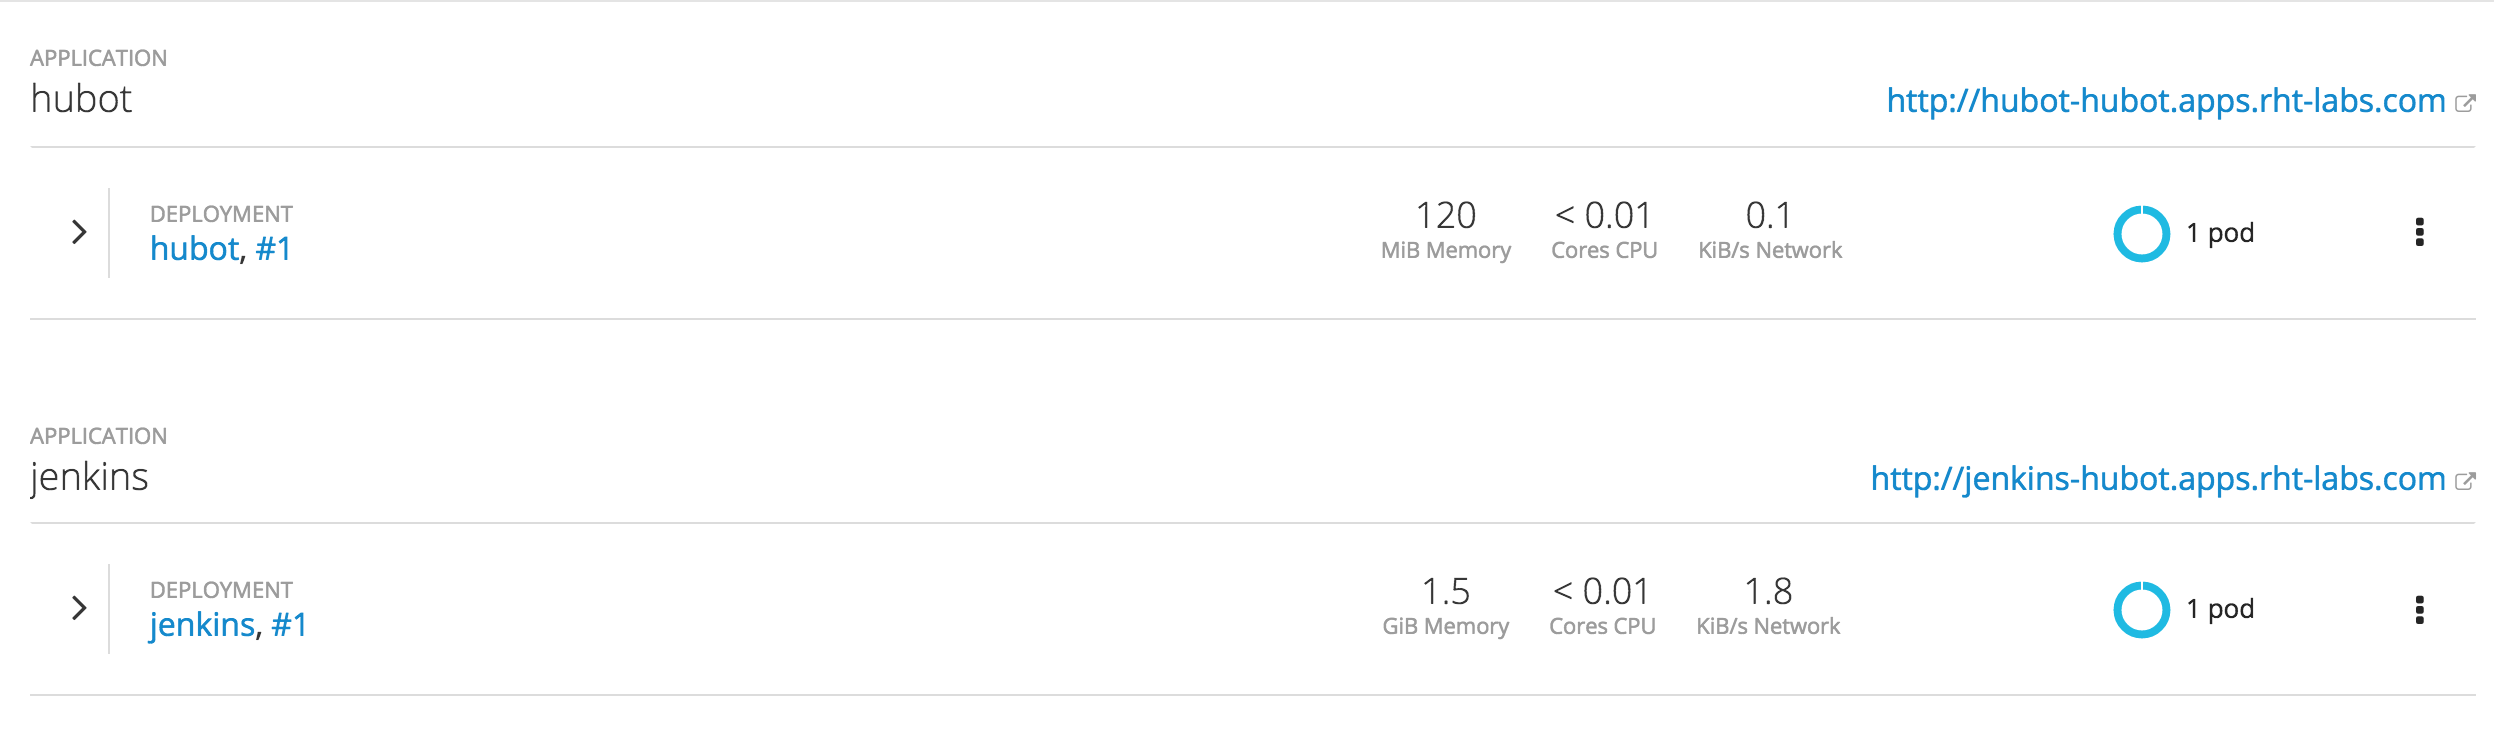 APPLICATION
hubot
http://hubot-hubot.apps.rht-labs.com
DEPLOYMENT
hubot, #1
120
MiB Memory
< 0.01
Cores CPU
0.1
KiB/s Network
1 pod
APPLICATION
jenkins
http://jenkins-hubot.apps.rht-labs.com
DEPLOYMENT
jenkins, #1
1.5
GiB Memory
< 0.01
Cores CPU
1.8
KiB/s Network
1 pod